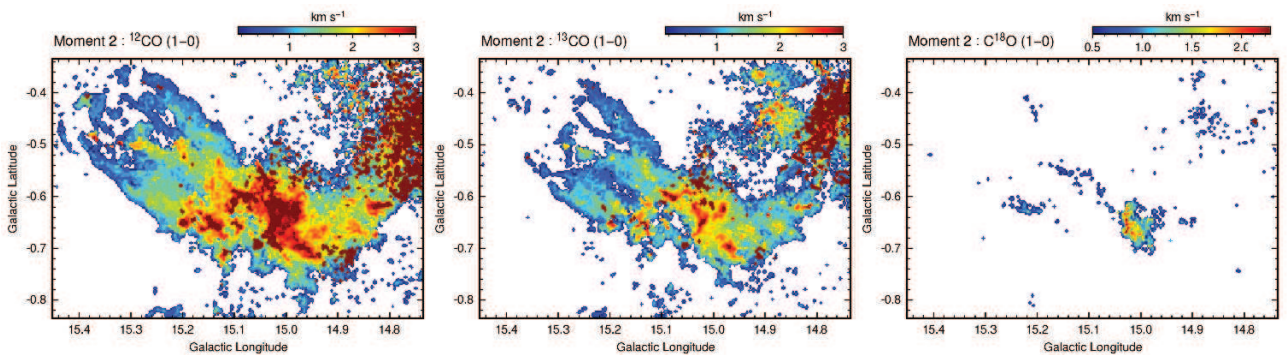 km s⁻¹
Moment 2 : ¹²CO (1−0)
1 2 3
Galactic Latitude
-0.4
-0.5
-0.6
-0.7
-0.8
15.4 15.3 15.2 15.1 15.0 14.9 14.8
Galactic Longitude
km s⁻¹
Moment 2 : ¹³CO (1−0)
1 2 3
Galactic Latitude
-0.4
-0.5
-0.6
-0.7
-0.8
15.4 15.3 15.2 15.1 15.0 14.9 14.8
Galactic Longitude
km s⁻¹
Moment 2 : C¹⁸O (1−0)
0.5 1.0 1.5 2.0
Galactic Latitude
-0.4
-0.5
-0.6
-0.7
-0.8
15.4 15.3 15.2 15.1 15.0 14.9 14.8
Galactic Longitude